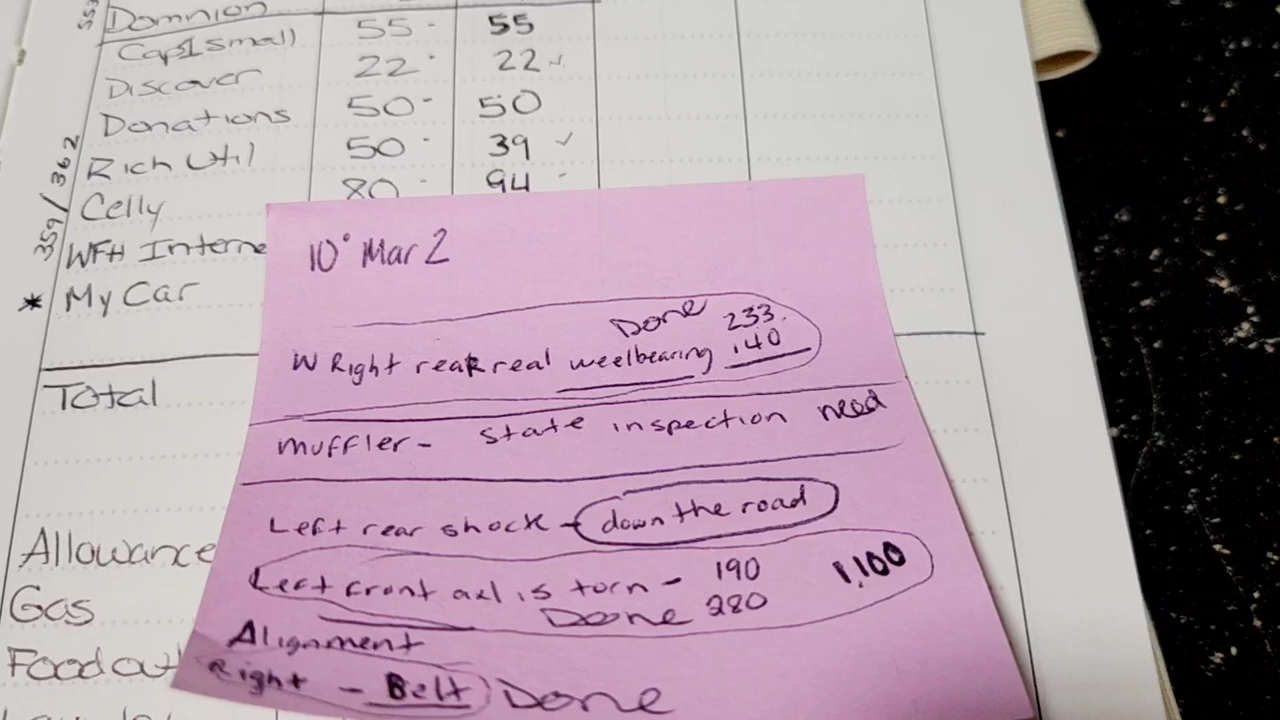 Domnion
Cap1small) 55 55
Discover 22 22
Donations 50 50
Rich Util 50 39
Celly 80 94
WFH Interne
* My Car
359/362
Total
Allowance
Gas
Food out
10° Mar 2
Done 233.
W Right rear real weelbearing 140
muffler - state inspection need
Left rear shock - down the road
Left front axl is torn - 190 1,100
Done 280
Alignment
Right - Belt Done